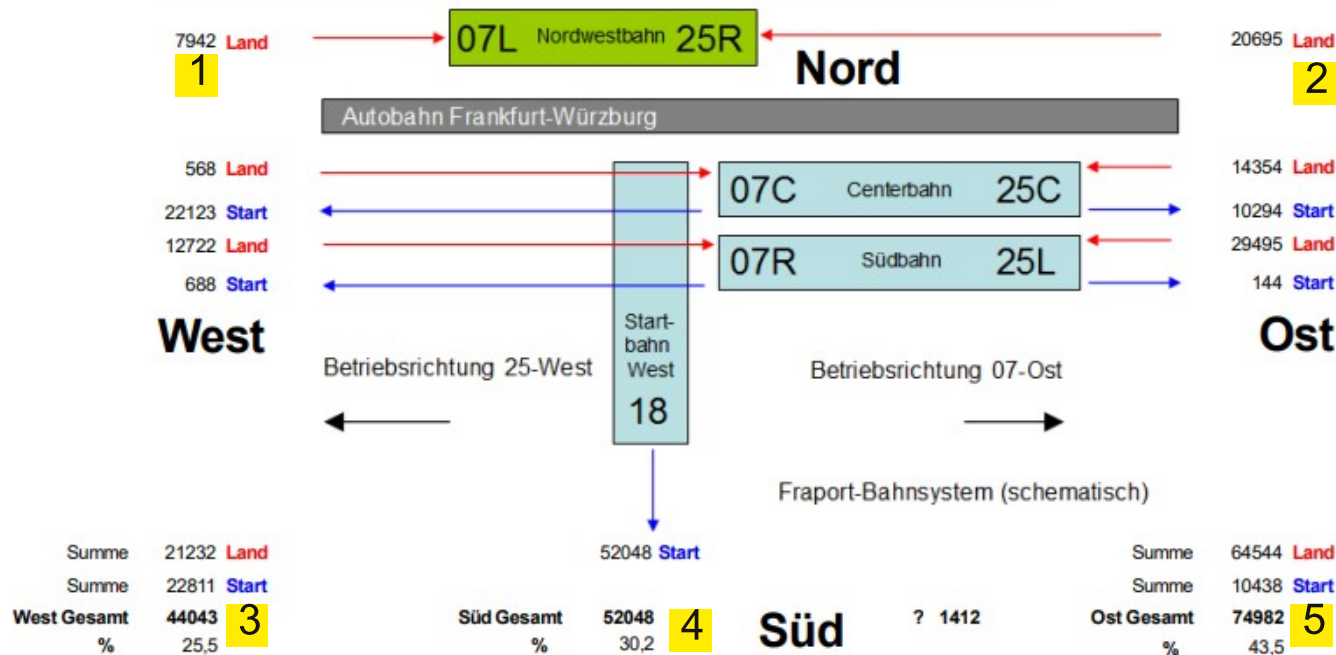 7942 Land
07L Nordwestbahn 25R
20695 Land
1
Nord
2
Autobahn Frankfurt-Würzburg
568 Land
07C Centerbahn 25C
14354 Land
22123 Start
10294 Start
12722 Land
07R Südbahn 25L
29495 Land
688 Start
144 Start
West
Start-
bahn
West
18
Ost
Betriebsrichtung 25-West
Betriebsrichtung 07-Ost
Fraport-Bahnsystem (schematisch)
Summe 21232 Land
52048 Start
Summe 64544 Land
Summe 22811 Start
Summe 10438 Start
West Gesamt 44043
3
Süd Gesamt 52048
4
Süd
? 1412
Ost Gesamt 74982
5
% 25,5
% 30,2
% 43,5